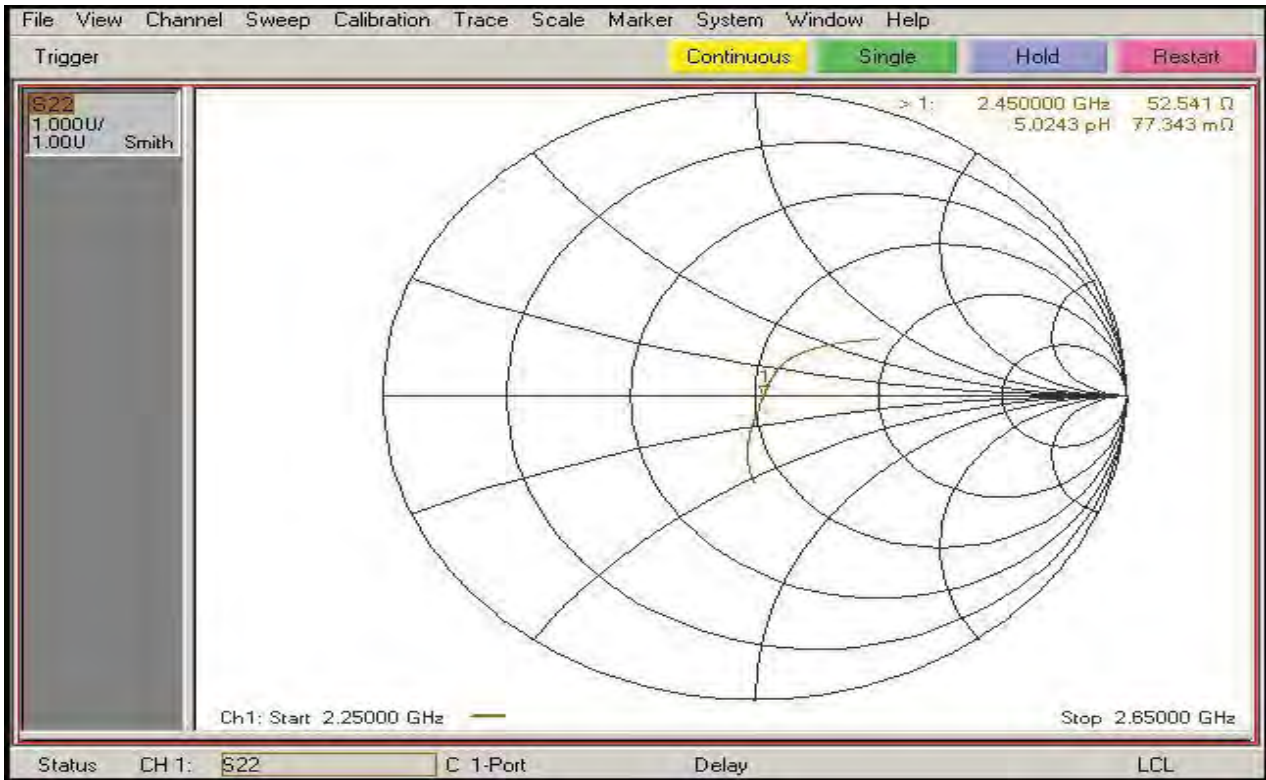 File View Channel Sweep Calibration Trace Scale Marker System Window Help
Trigger Continuous Single Hold Restart
S22
1.000U/
1.00U Smith
> 1: 2.450000 GHz 52.541 Ω
5.0243 pH 77.343 mΩ
1
Ch1: Start 2.25000 GHz Stop 2.65000 GHz
Status CH 1: S22 C 1-Port Delay LCL